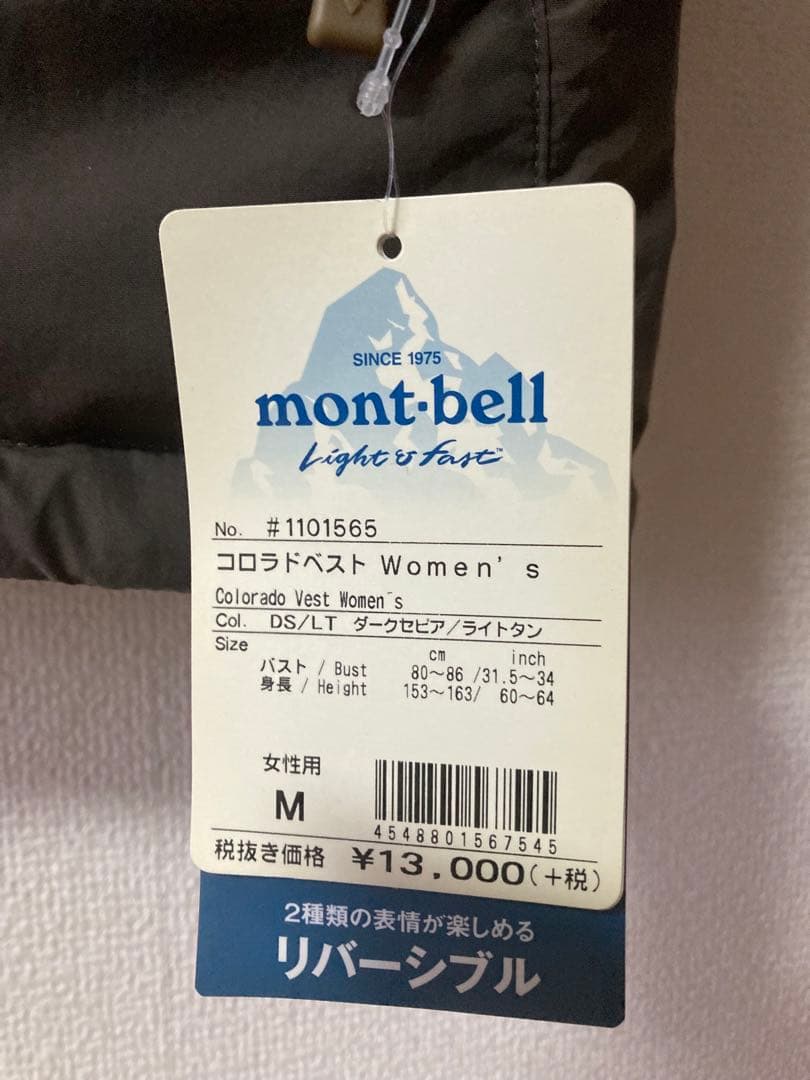 SINCE 1975
mont·bell
Light & Fast™
No. #1101565
コロラドベスト Women's
Colorado Vest Women¨s
Col. DS/LT ダークセピア/ライトタン
Size
cm inch
バスト / Bust 80〜86 /31.5〜34
身長 / Height 153〜163/ 60〜64
女性用
M
4548801567545
税抜き価格 ¥13,000(+税)
2種類の表情が楽しめる
リバーシブル